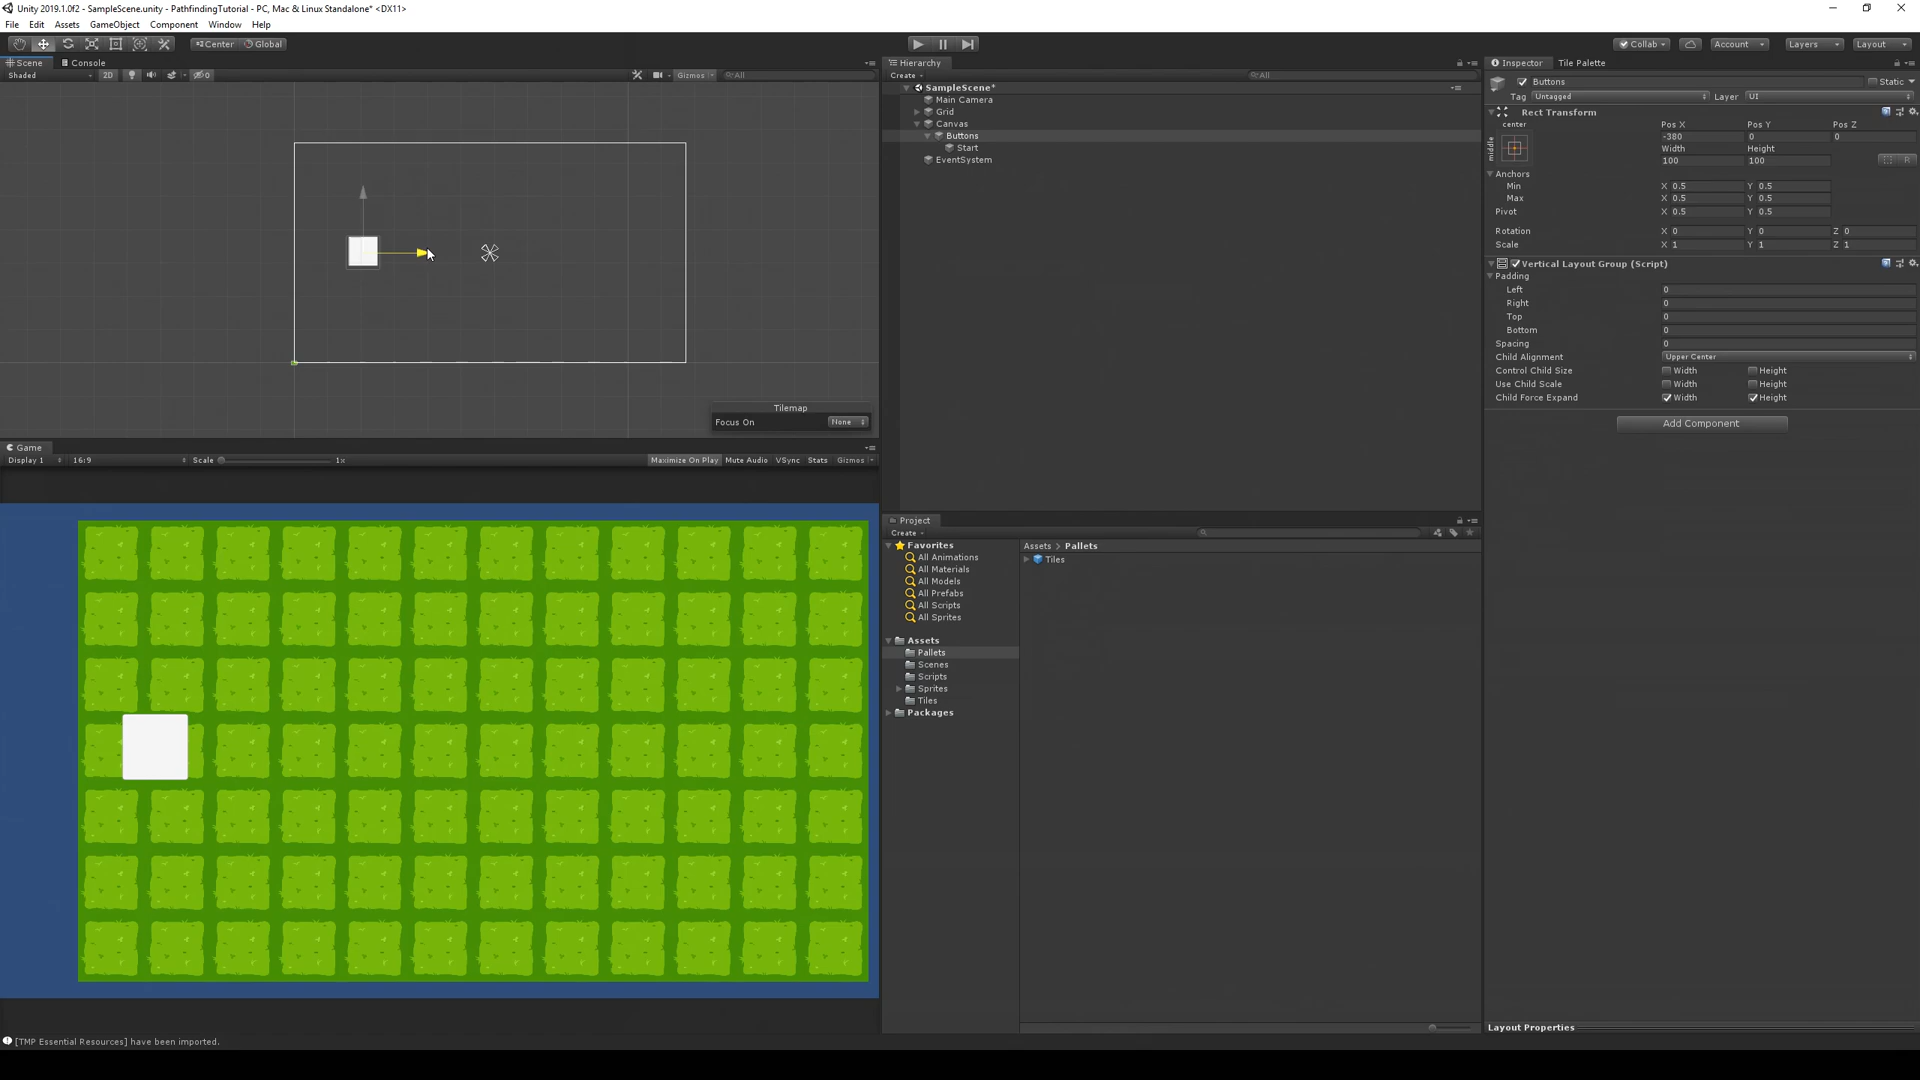 Unity 2019.1.0f2 - SampleScene.unity - PathfindingTutorial - PC, Mac & Linux Standalone* <DX11>
File Edit Assets GameObject Component Window Help
Center Global Collab Account Layers Layout
Scene Console
Shaded 2D 0 Gizmos All
Tilemap
Focus On None
Game
Display 1 16:9 Scale 1x Maximize On Play Mute Audio VSync Stats Gizmos
[TMP Essential Resources] have been imported.
Hierarchy
Create All
SampleScene*
Main Camera
Grid
Canvas
Buttons
Start
EventSystem
Project
Create
Favorites
All Animations
All Materials
All Models
All Prefabs
All Scripts
All Sprites
Assets
Pallets
Scenes
Scripts
Sprites
Tiles
Packages
Assets > Pallets
Tiles
Inspector Tile Palette
Buttons Static
Tag Untagged Layer UI
Rect Transform
center
middle
Pos X Pos Y Pos Z
-380 0 0
Width Height
100 100
R
Anchors
Min X 0.5 Y 0.5
Max X 0.5 Y 0.5
Pivot X 0.5 Y 0.5
Rotation X 0 Y 0 Z 0
Scale X 1 Y 1 Z 1
Vertical Layout Group (Script)
Padding
Left 0
Right 0
Top 0
Bottom 0
Spacing 0
Child Alignment Upper Center
Control Child Size Width Height
Use Child Scale Width Height
Child Force Expand Width Height
Add Component
Layout Properties